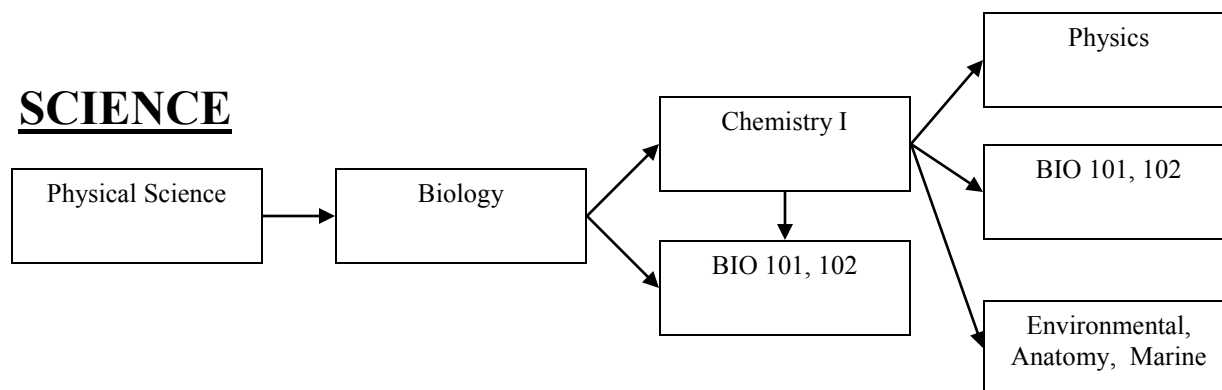 SCIENCE
Physical Science
Biology
Chemistry I
BIO 101, 102
Physics
BIO 101, 102
Environmental,
Anatomy, Marine